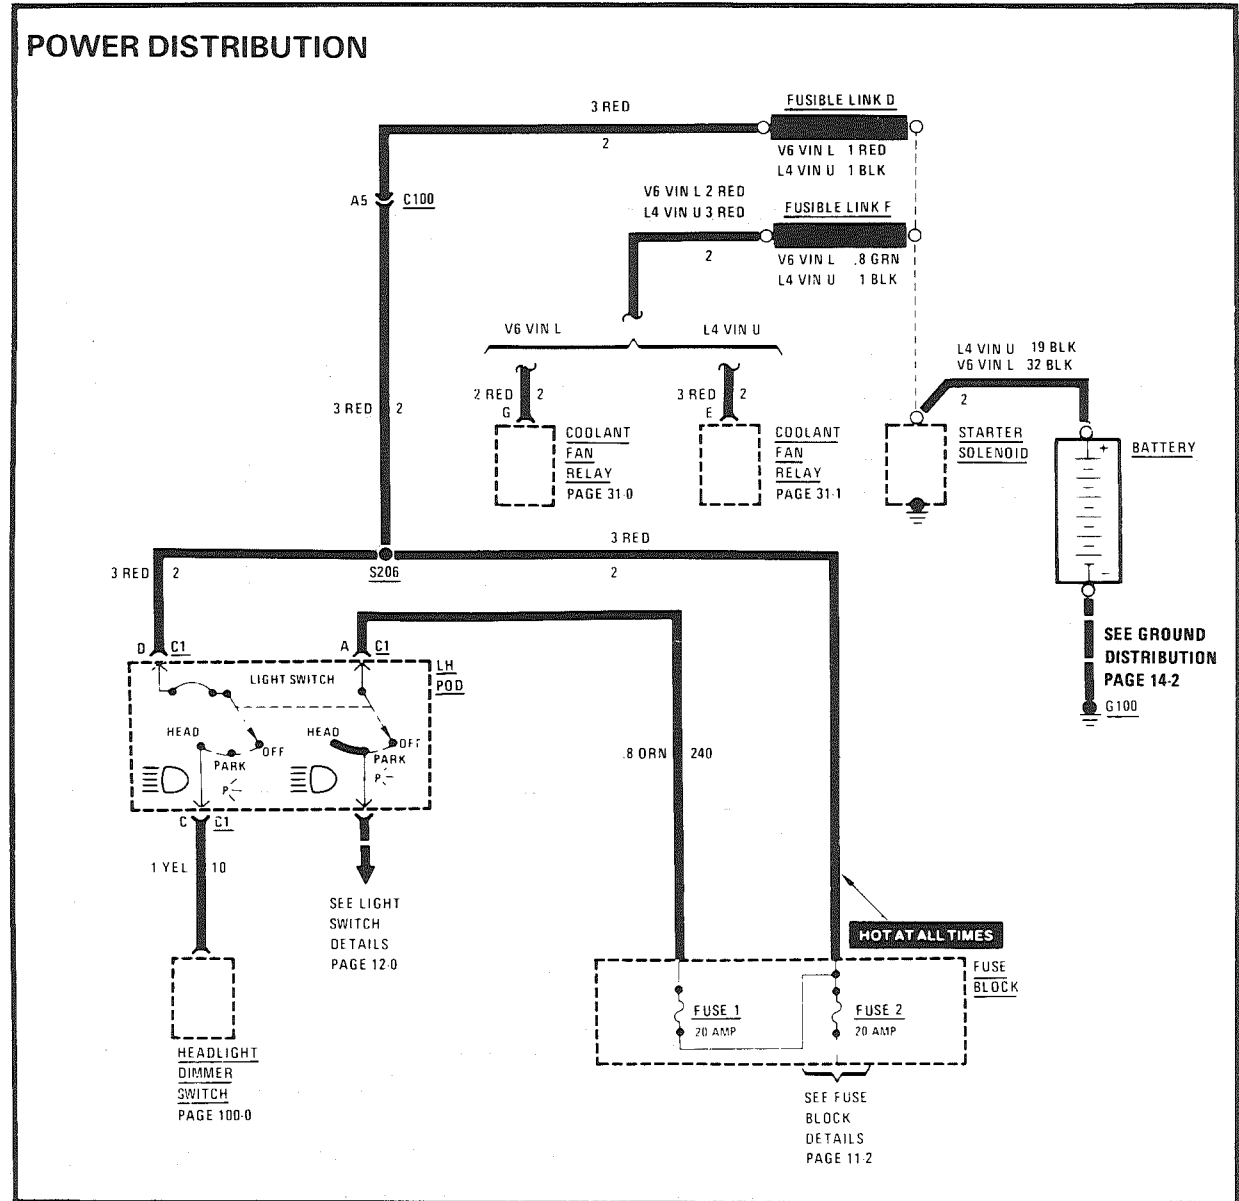 POWER DISTRIBUTION
FUSIBLE LINK D
3 RED
2
V6 VIN L 1 RED
L4 VIN U 1 BLK
A5
C100
V6 VIN L 2 RED
L4 VIN U 3 RED
FUSIBLE LINK F
2
V6 VIN L .8 GRN
L4 VIN U 1 BLK
V6 VIN L
L4 VIN U
L4 VIN U 19 BLK
V6 VIN L 32 BLK
2
3 RED 2
2 RED 2
G
3 RED 2
E
COOLANT
FAN
RELAY
PAGE 31-0
COOLANT
FAN
RELAY
PAGE 31-1
STARTER
SOLENOID
+
BATTERY
-
3 RED
2
3 RED 2
S206
SEE GROUND
DISTRIBUTION
PAGE 14-2
G100
D C1
A C1
LH
POD
LIGHT SWITCH
HEAD
OFF
PARK
P
HEAD
OFF
PARK
P
.8 ORN 240
C C1
1 YEL 10
SEE LIGHT
SWITCH
DETAILS
PAGE 12-0
HOT AT ALL TIMES
FUSE
BLOCK
FUSE 1
20 AMP
FUSE 2
20 AMP
HEADLIGHT
DIMMER
SWITCH
PAGE 100-0
SEE FUSE
BLOCK
DETAILS
PAGE 11-2